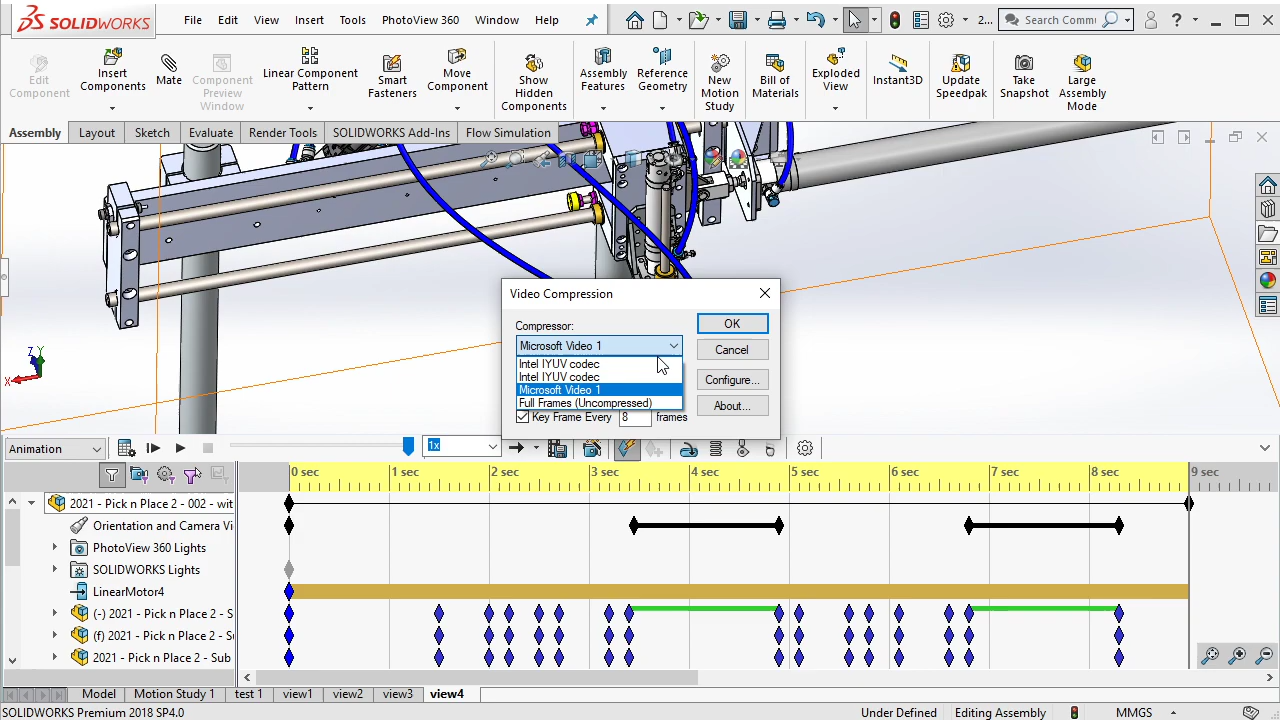 SOLIDWORKS
File Edit View Insert Tools PhotoView 360 Window Help
2...
Search Commu
?
Edit Component
Insert Components
Mate
Component Preview Window
Linear Component Pattern
Smart Fasteners
Move Component
Show Hidden Components
Assembly Features
Reference Geometry
New Motion Study
Bill of Materials
Exploded View
Instant3D
Update Speedpak
Take Snapshot
Large Assembly Mode
Assembly Layout Sketch Evaluate Render Tools SOLIDWORKS Add-Ins Flow Simulation
Z Y
X
Video Compression
Compressor:
OK
Microsoft Video 1
Cancel
Intel IYUV codec
Intel IYUV codec
Configure...
Microsoft Video 1
Full Frames (Uncompressed)
About...
Key Frame Every 8 frames
Animation
1x
0 sec 1 sec 2 sec 3 sec 4 sec 5 sec 6 sec 7 sec 8 sec 9 sec
2021 - Pick n Place 2 - 002 - wit
Orientation and Camera Vi
PhotoView 360 Lights
SOLIDWORKS Lights
LinearMotor4
(-) 2021 - Pick n Place 2 - S
(f) 2021 - Pick n Place 2 - Su
2021 - Pick n Place 2 - Sub
Model Motion Study 1 test 1 view1 view2 view3 view4
SOLIDWORKS Premium 2018 SP4.0
Under Defined Editing Assembly MMGS